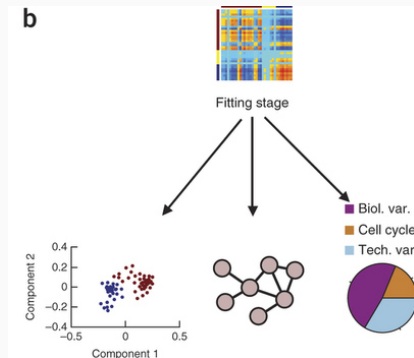 b
Fitting stage
Biol. var.
Cell cycle
Tech. var
Component 2
0.4
0.2
0
−0.2
−0.4
−0.5
0
0.5
Component 1